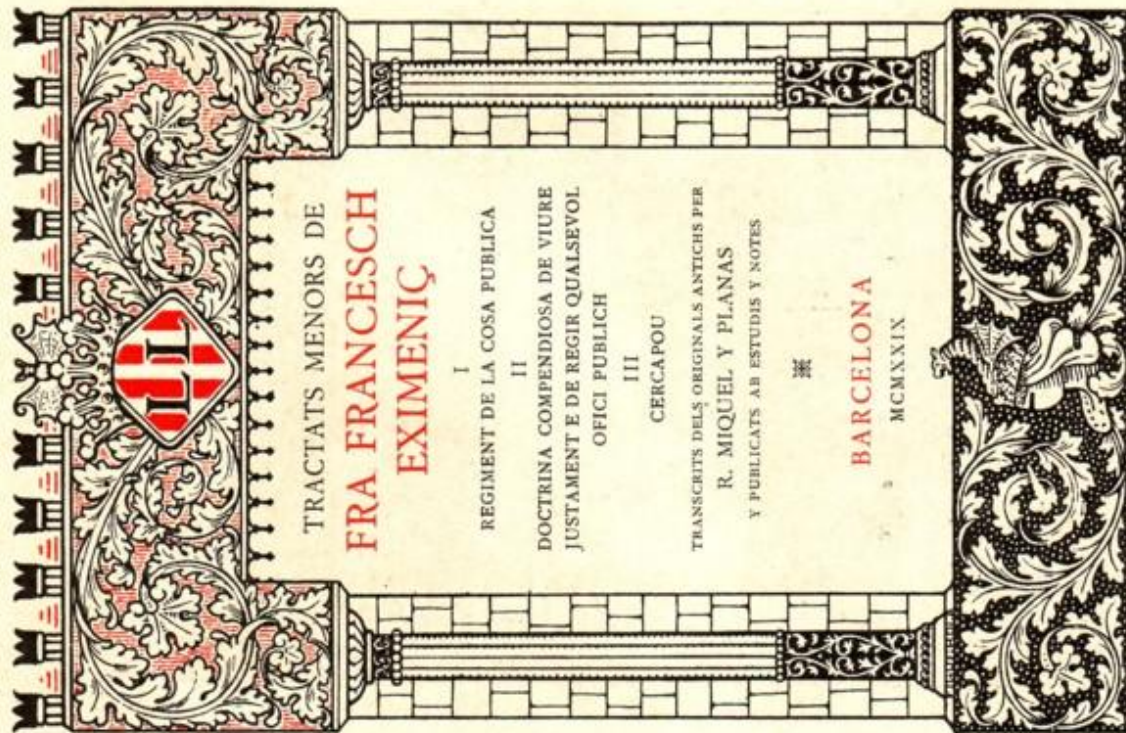 LL
TRACTATS MENORS DE
FRA FRANCESCH
EXIMENIÇ
I
REGIMENT DE LA COSA PUBLICA
II
DOCTRINA COMPENDIOSA DE VIURE
JUSTAMENT E DE REGIR QUALSEVOL
OFICI PUBLICH
III
CERCAPOU
TRANSCRITS DELS ORIGINALS ANTICHS PER
R. MIQUEL Y PLANAS
Y PUBLICATS AB ESTUDIS Y NOTES
BARCELONA
MCMXXIX